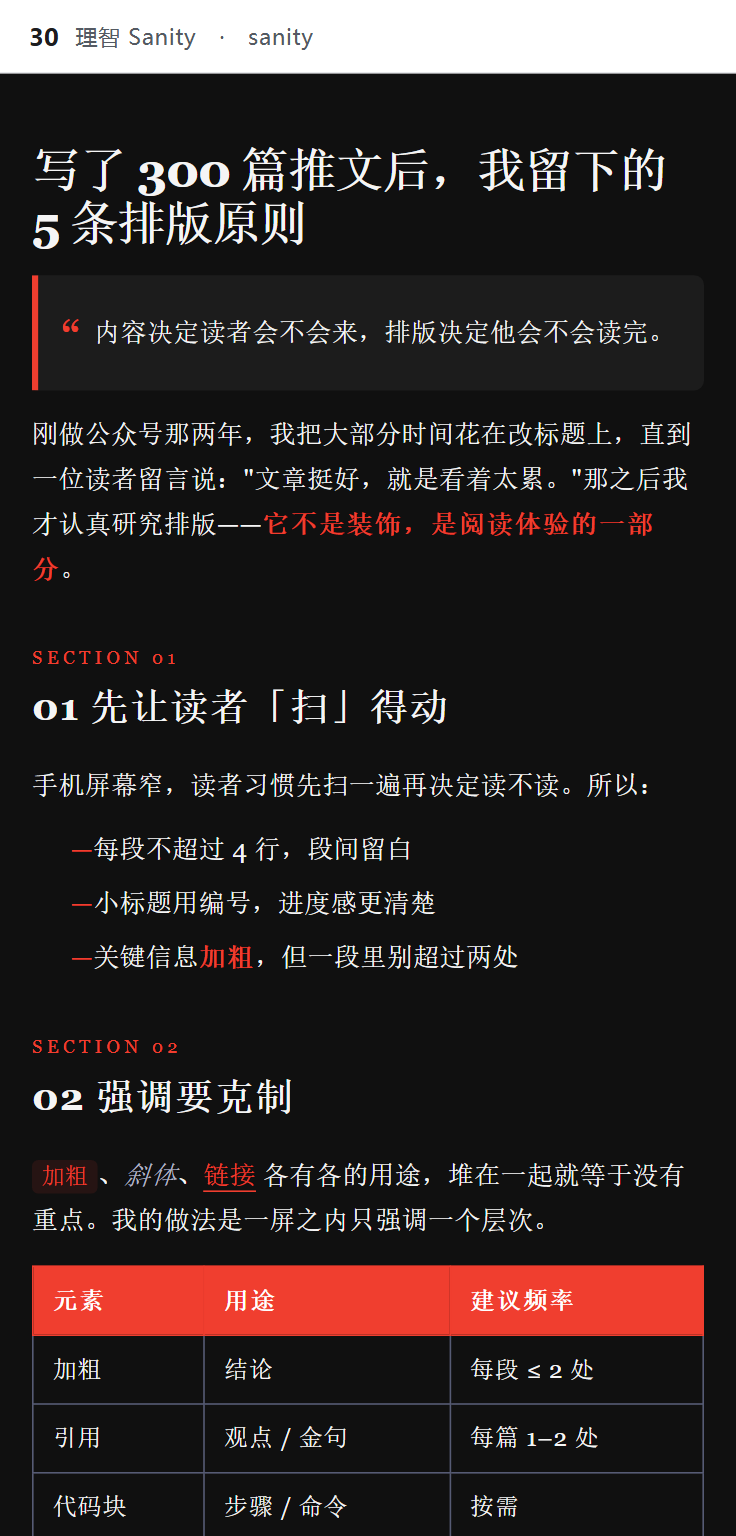 30 理智 Sanity · sanity
写了 300 篇推文后，我留下的
5 条排版原则
“ 内容决定读者会不会来，排版决定他会不会读完。
刚做公众号那两年，我把大部分时间花在改标题上，直到
一位读者留言说："文章挺好，就是看着太累。"那之后我
才认真研究排版——它不是装饰，是阅读体验的一部
分。
SECTION 01
01 先让读者「扫」得动
手机屏幕窄，读者习惯先扫一遍再决定读不读。所以：
—每段不超过 4 行，段间留白
—小标题用编号，进度感更清楚
—关键信息加粗，但一段里别超过两处
SECTION 02
02 强调要克制
加粗、斜体、链接 各有各的用途，堆在一起就等于没有
重点。我的做法是一屏之内只强调一个层次。
元素 用途 建议频率
加粗 结论 每段 ≤ 2 处
引用 观点 / 金句 每篇 1–2 处
代码块 步骤 / 命令 按需